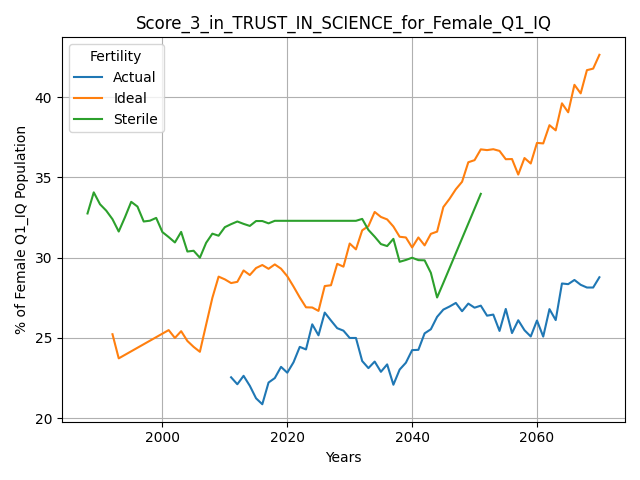 Score_3_in_TRUST_IN_SCIENCE_for_Female_Q1_IQ
Fertility
Actual
Ideal
Sterile
% of Female Q1_IQ Population
40
35
30
25
20
2000
2020
2040
2060
Years